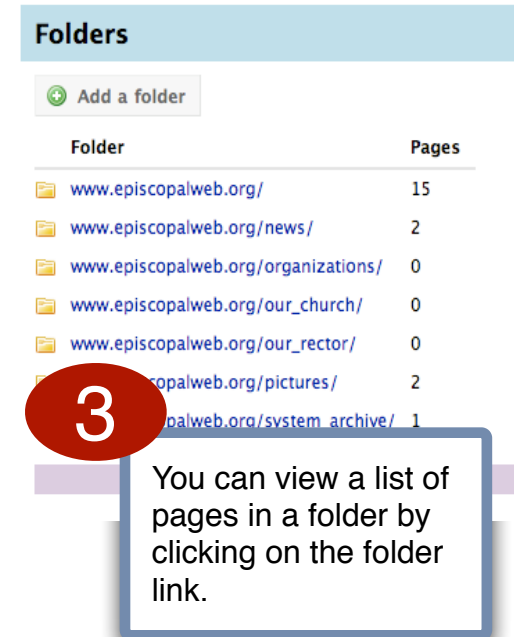 Folders
Add a folder
Folder Pages
www.episcopalweb.org/ 15
www.episcopalweb.org/news/ 2
www.episcopalweb.org/organizations/ 0
www.episcopalweb.org/our_church/ 0
www.episcopalweb.org/our_rector/ 0
opalweb.org/pictures/ 2
palweb.org/system_archive/ 1
3
You can view a list of
pages in a folder by
clicking on the folder
link.